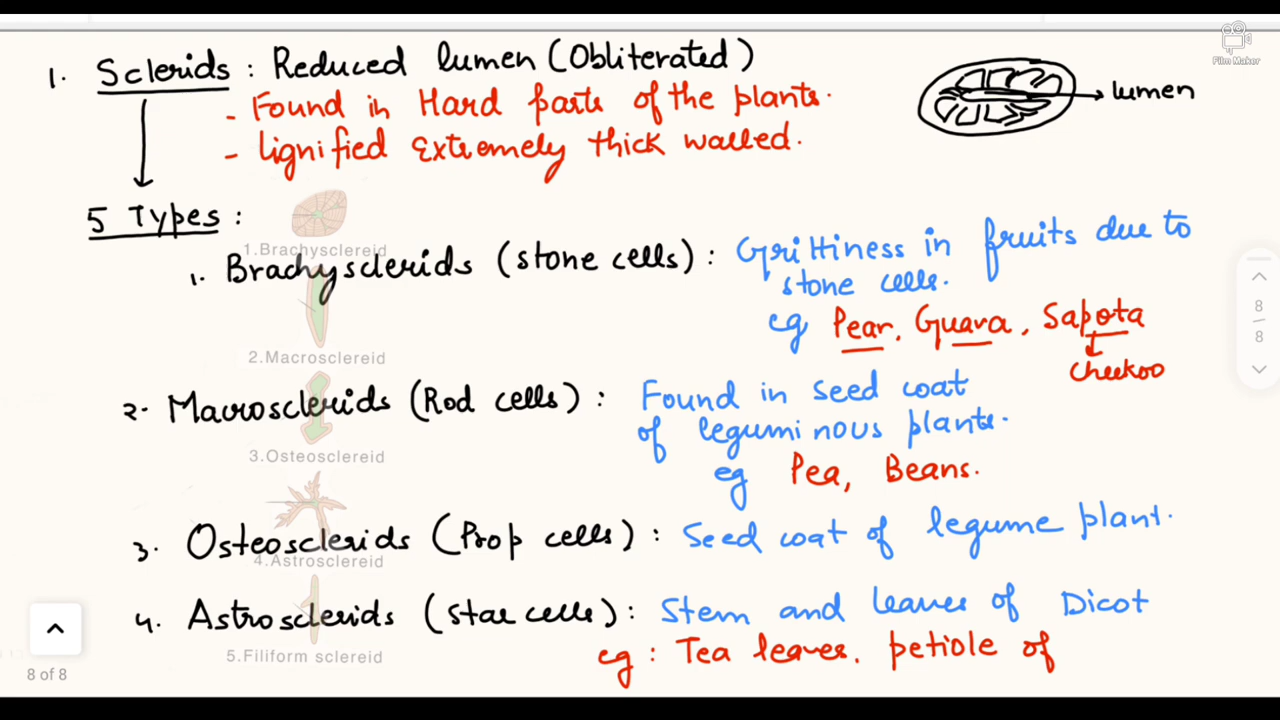 Film Maker
1. Sclerids : Reduced lumen (Obliterated)
- Found in Hard parts of the plants.
- Lignified Extremely thick walled.
lumen
5 Types :
1.Brachysclereid
1. Brachysclerids (stone cells) : Grittiness in fruits due to
stone cells.
eg Pear, Guava, Sapota
Cheekoo
2.Macrosclereid
2. Macrosclerids (Rod cells) : Found in seed coat
of leguminous plants.
eg Pea, Beans.
3.Osteosclereid
3. Osteosclerids (Prop cells) : Seed coat of legume plant.
4.Astrosclereid
4. Astrosclerids (star cells) : Stem and leaves of Dicot
eg : Tea leaves, petiole of
5.Filiform sclereid
8 of 8
8
8